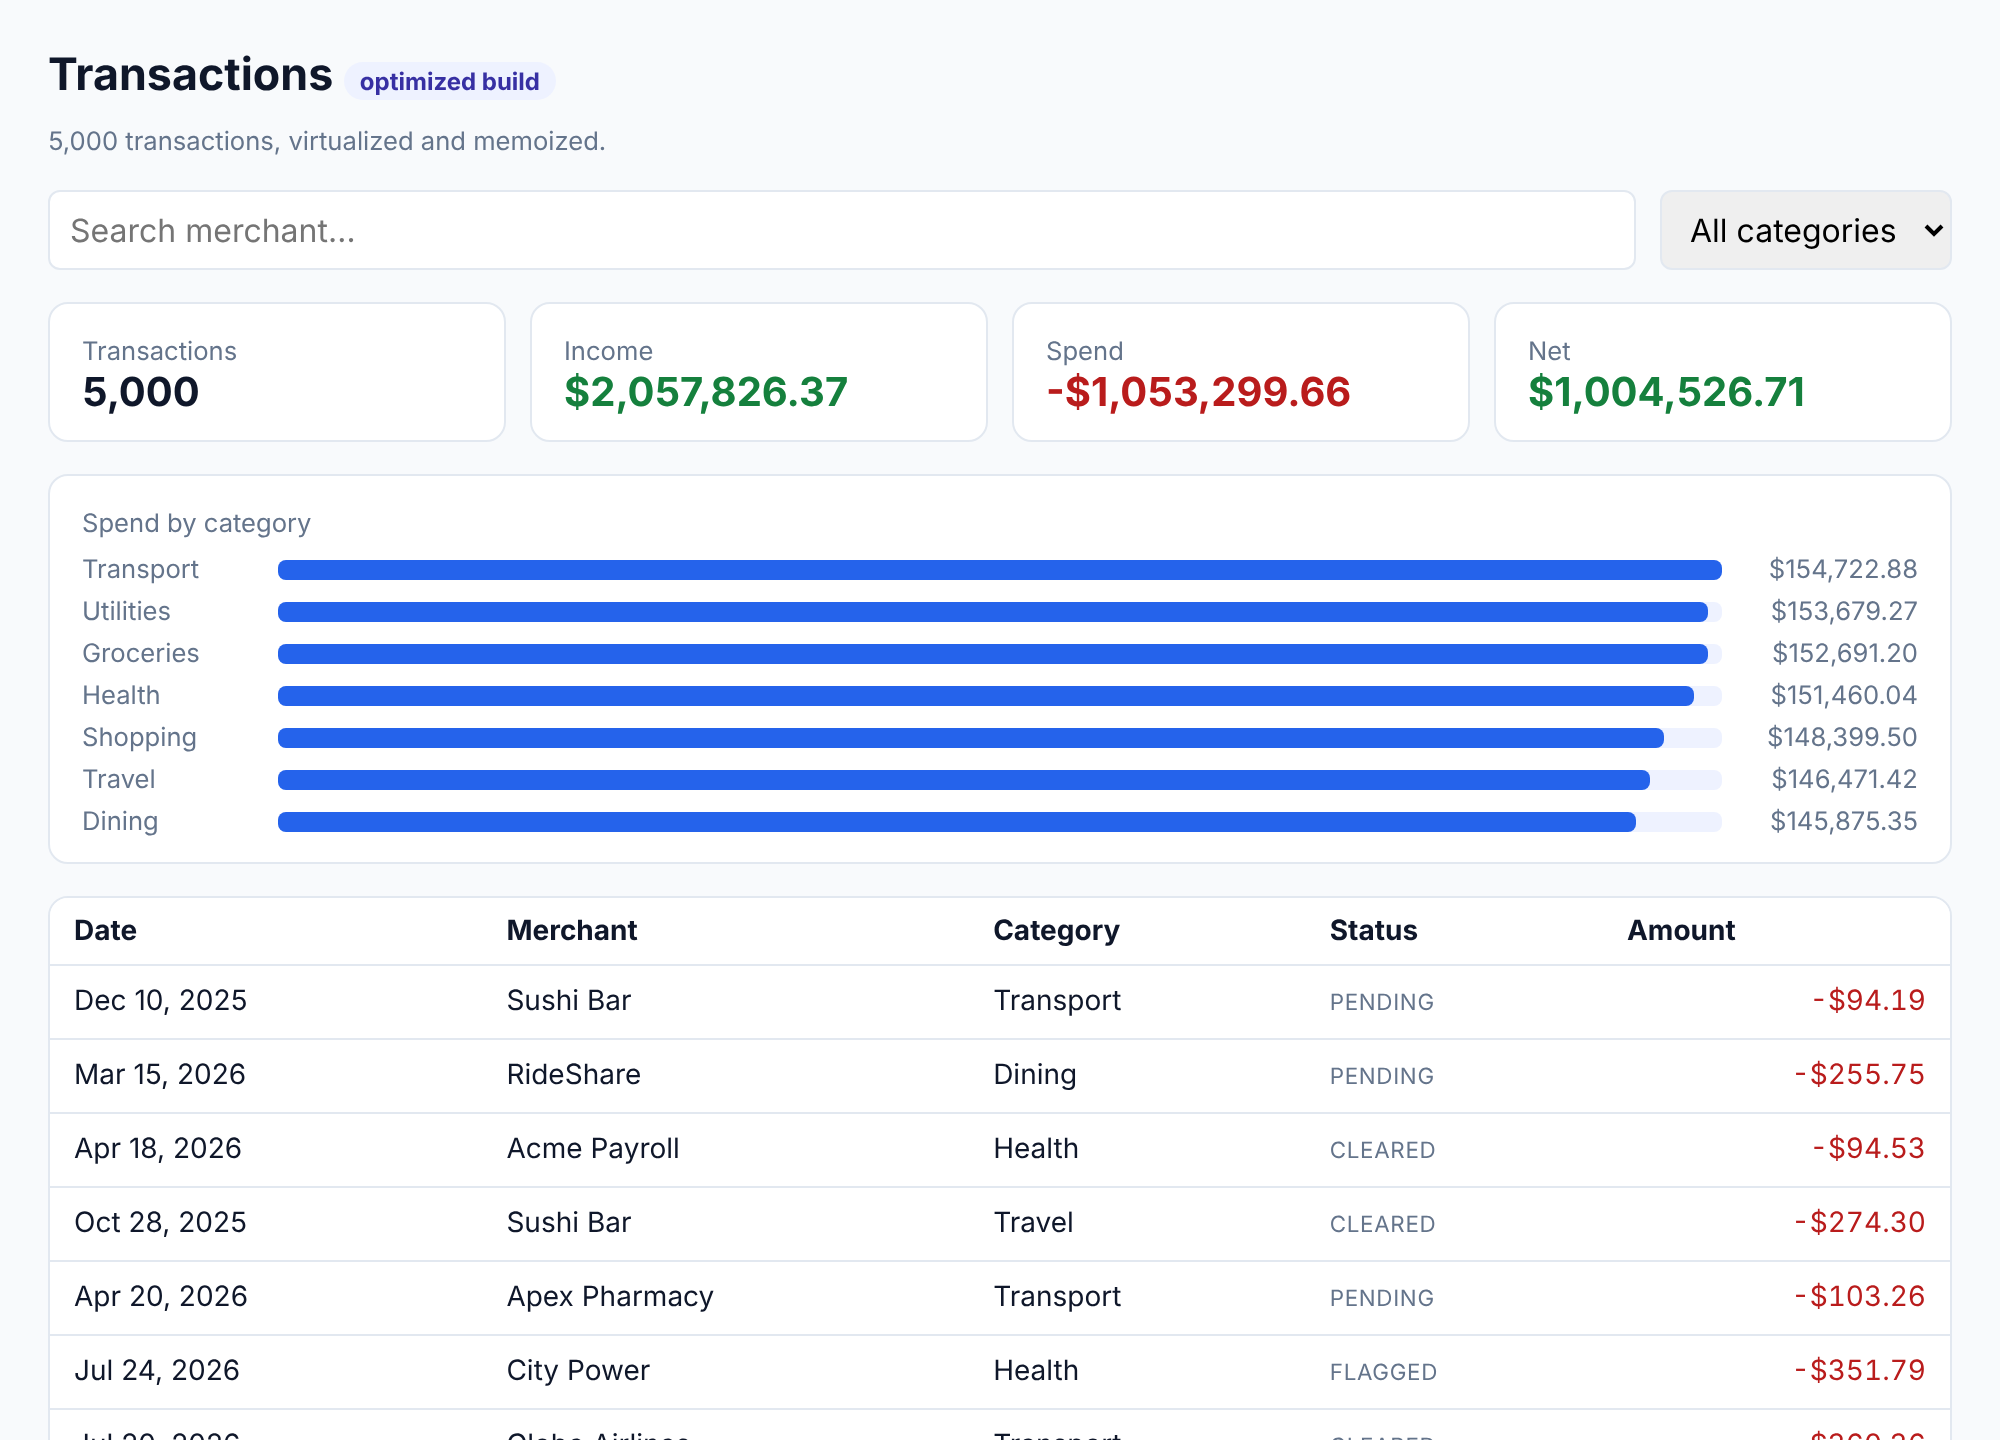 Transactions optimized build
5,000 transactions, virtualized and memoized.
Search merchant...
All categories
Transactions
5,000
Income
$2,057,826.37
Spend
-$1,053,299.66
Net
$1,004,526.71
Spend by category
Transport $154,722.88
Utilities $153,679.27
Groceries $152,691.20
Health $151,460.04
Shopping $148,399.50
Travel $146,471.42
Dining $145,875.35
Date Merchant Category Status Amount
Dec 10, 2025 Sushi Bar Transport PENDING -$94.19
Mar 15, 2026 RideShare Dining PENDING -$255.75
Apr 18, 2026 Acme Payroll Health CLEARED -$94.53
Oct 28, 2025 Sushi Bar Travel CLEARED -$274.30
Apr 20, 2026 Apex Pharmacy Transport PENDING -$103.26
Jul 24, 2026 City Power Health FLAGGED -$351.79